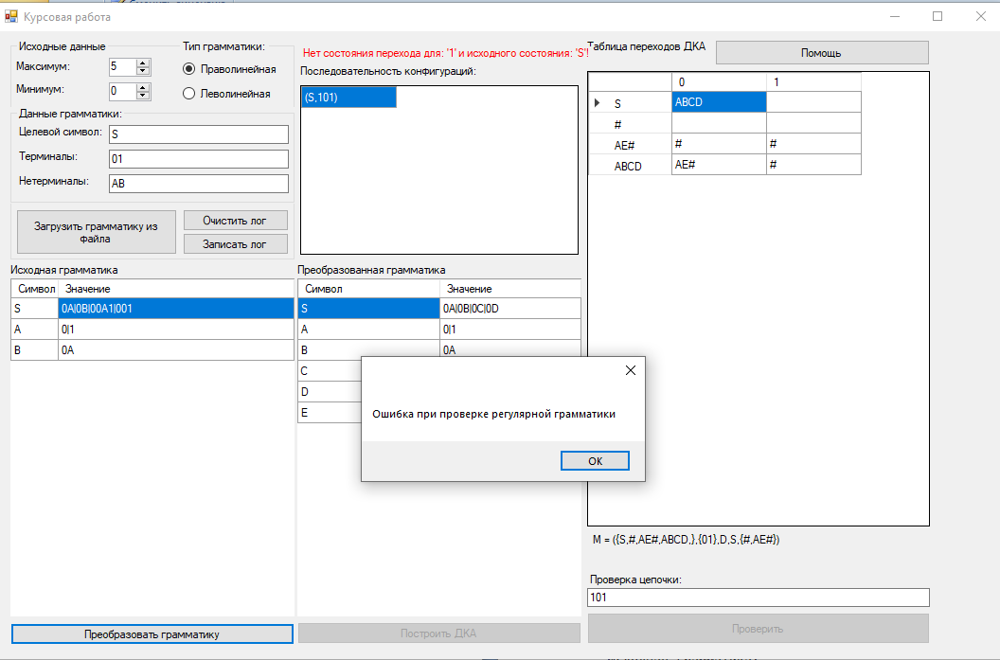 Курсовая работа
Исходные данные
Максимум:
5
Минимум:
0
Тип грамматики:
Праволинейная
Леволинейная
Данные грамматики:
Целевой символ:
S
Терминалы:
01
Нетерминалы:
AB
Загрузить грамматику из
файла
Очистить лог
Записать лог
Нет состояния перехода для: '1' и исходного состояния: 'S'!
Последовательность конфигураций:
(S,101)
Таблица переходов ДКА
Помощь
0 1
S ABCD
#
AE# # #
ABCD AE# #
Исходная грамматика
Символ Значение
S 0A|0B|00A1|001
A 0|1
B 0A
Преобразованная грамматика
Символ Значение
S 0A|0B|0C|0D
A 0|1
B 0A
C
D
E
Ошибка при проверке регулярной грамматики
ОК
M = ({S,#,AE#,ABCD,},{01},D,S,{#,AE#})
Проверка цепочки:
101
Преобразовать грамматику
Построить ДКА
Проверить